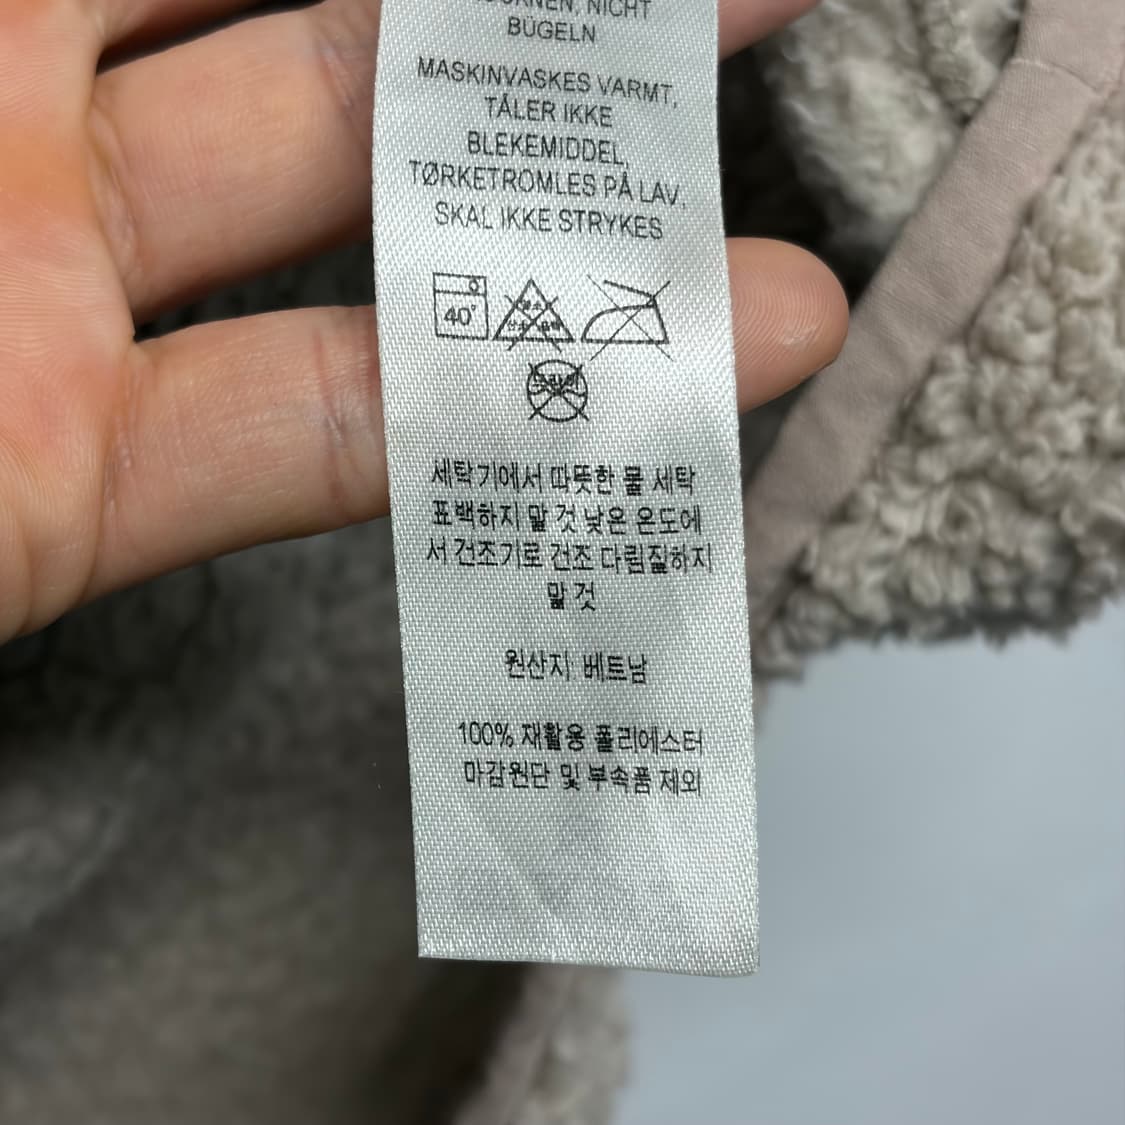 NICHT
BÜGELN
MASKINVASKES VARMT,
TÅLER IKKE
BLEKEMIDDEL,
TØRKETROMLES PÅ LAV,
SKAL IKKE STRYKES
40°
세탁기에서 따뜻한 물 세탁
표백하지 말 것 낮은 온도에
서 건조기로 건조 다림질하지
말 것
원산지: 베트남
100% 재활용 폴리에스터
마감원단 및 부속품 제외